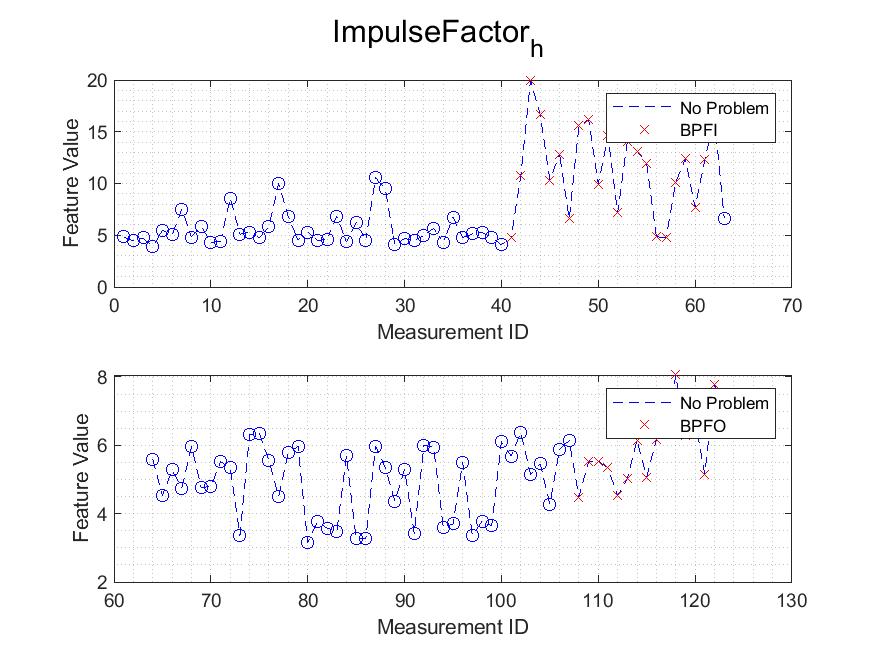 ImpulseFactor_h
20
15
10
5
0
Feature Value
No Problem
BPFI
0 10 20 30 40 50 60 70
Measurement ID
8
6
4
2
Feature Value
No Problem
BPFO
60 70 80 90 100 110 120 130
Measurement ID